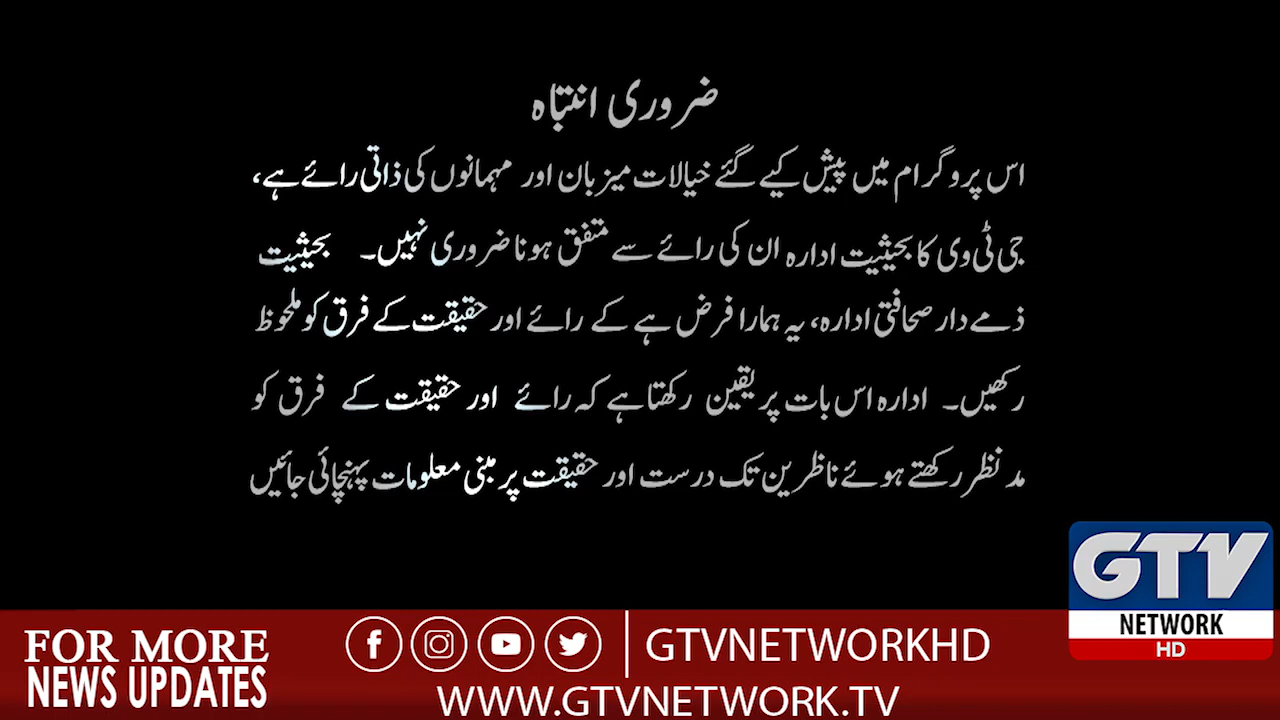 ضروری انتباہ
اس پروگرام میں پیش کیے گئے خیالات میزبان اور مہمانوں کی ذاتی رائے ہے،
جی ٹی وی کا بحیثیت ادارہ ان کی رائے سے متفق ہونا ضروری نہیں۔ بحیثیت
ذمے دار صحافتی ادارہ، یہ ہمارا فرض ہے کے رائے اور حقیقت کے فرق کو ملحوظ
رکھیں۔ ادارہ اس بات پر یقین رکھتا ہے کہ رائے اور حقیقت کے فرق کو
مد نظر رکھتے ہوئے ناظرین تک درست اور حقیقت پر مبنی معلومات پہنچائی جائیں
GTV
NETWORK
HD
FOR MORE
NEWS UPDATES
GTVNETWORKHD
WWW.GTVNETWORK.TV